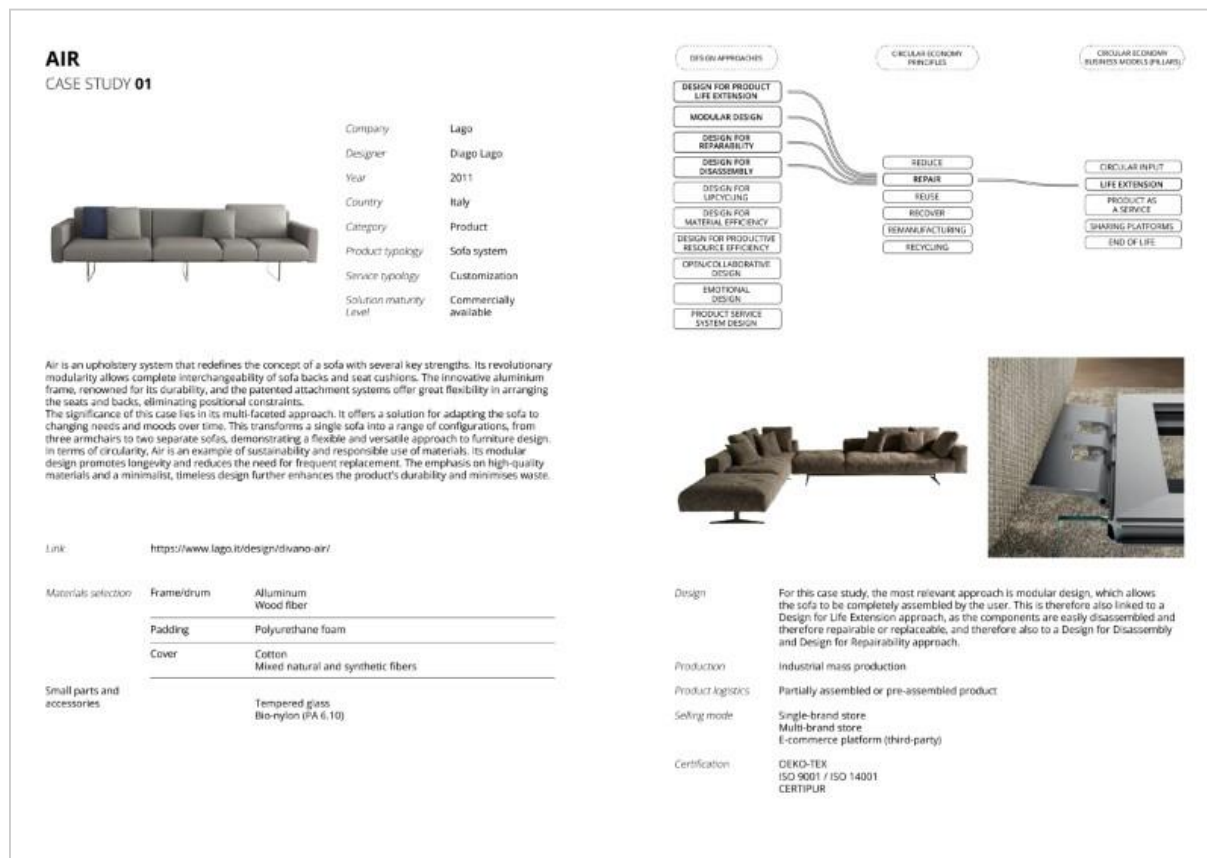 AIR
CASE STUDY 01
Company Lago
Designer Diago Lago
Year 2011
Country Italy
Category Product
Product typology Sofa system
Service typology Customization
Solution maturity Commercially
Level available
Air is an upholstery system that redefines the concept of a sofa with several key strengths. Its revolutionary
modularity allows complete interchangeability of sofa backs and seat cushions. The innovative aluminium
frame, renowned for its durability, and the patented attachment systems offer great flexibility in arranging
the seats and backs, eliminating positional constraints.
The significance of this case lies in its multi-faceted approach. It offers a solution for adapting the sofa to
changing needs and moods over time. This transforms a single sofa into a range of configurations, from
three armchairs to two separate sofas, demonstrating a flexible and versatile approach to furniture design.
In terms of circularity, Air is an example of sustainability and responsible use of materials. Its modular
design promotes longevity and reduces the need for frequent replacement. The emphasis on high-quality
materials and a minimalist, timeless design further enhances the product's durability and minimises waste.
Link https://www.lago.it/design/divano-air/
Materials selection Frame/drum Alluminum
Wood fiber
Padding Polyurethane foam
Cover Cotton
Mixed natural and synthetic fibers
Small parts and
accessories
Tempered glass
Bio-nylon (PA 6.10)
DESIGN APPROACHES
DESIGN FOR PRODUCT
LIFE EXTENSION
MODULAR DESIGN
DESIGN FOR
REPARABILITY
DESIGN FOR
DISASSEMBLY
DESIGN FOR
UPCYCLING
DESIGN FOR
MATERIAL EFFICIENCY
DESIGN FOR PRODUCTIVE
RESOURCE EFFICIENCY
OPEN/COLLABORATIVE
DESIGN
EMOTIONAL
DESIGN
PRODUCT SERVICE
SYSTEM DESIGN
CIRCULAR ECONOMY
PRINCIPLES
REDUCE
REPAIR
REUSE
RECOVER
REMANUFACTURING
RECYCLING
CIRCULAR ECONOMY
BUSINESS MODELS (PILLARS)
CIRCULAR INPUT
LIFE EXTENSION
PRODUCT AS
A SERVICE
SHARING PLATFORMS
END OF LIFE
Design For this case study, the most relevant approach is modular design, which allows
the sofa to be completely assembled by the user. This is therefore also linked to a
Design for Life Extension approach, as the components are easily disassembled and
therefore repairable or replaceable, and therefore also to a Design for Disassembly
and Design for Repairability approach.
Production Industrial mass production
Product logistics Partially assembled or pre-assembled product
Selling mode Single-brand store
Multi-brand store
E-commerce platform (third-party)
Certification OEKO-TEX
ISO 9001 / ISO 14001
CERTIPUR